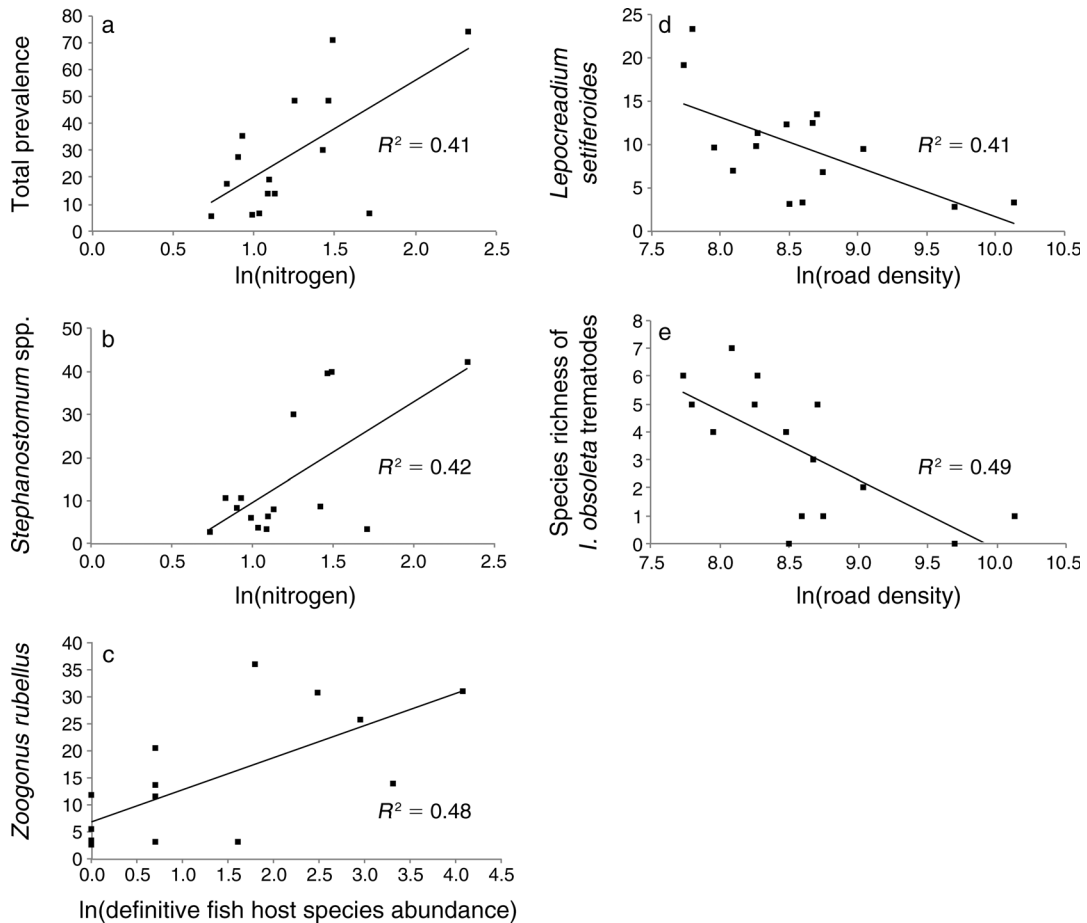 a
Total prevalence
80
70
60
50
40
30
20
10
0
0.0 0.5 1.0 1.5 2.0 2.5
R² = 0.41
ln(nitrogen)
b
Stephanostomum spp.
50
40
30
20
10
0
0.0 0.5 1.0 1.5 2.0 2.5
R² = 0.42
ln(nitrogen)
c
Zoogonus rubellus
40
35
30
25
20
15
10
5
0
0.0 0.5 1.0 1.5 2.0 2.5 3.0 3.5 4.0 4.5
R² = 0.48
ln(definitive fish host species abundance)
d
Lepocreadium
setiferoides
25
20
15
10
5
0
7.5 8.0 8.5 9.0 9.5 10.0 10.5
R² = 0.41
ln(road density)
e
Species richness of
I. obsoleta trematodes
8
7
6
5
4
3
2
1
0
7.5 8.0 8.5 9.0 9.5 10.0 10.5
R² = 0.49
ln(road density)